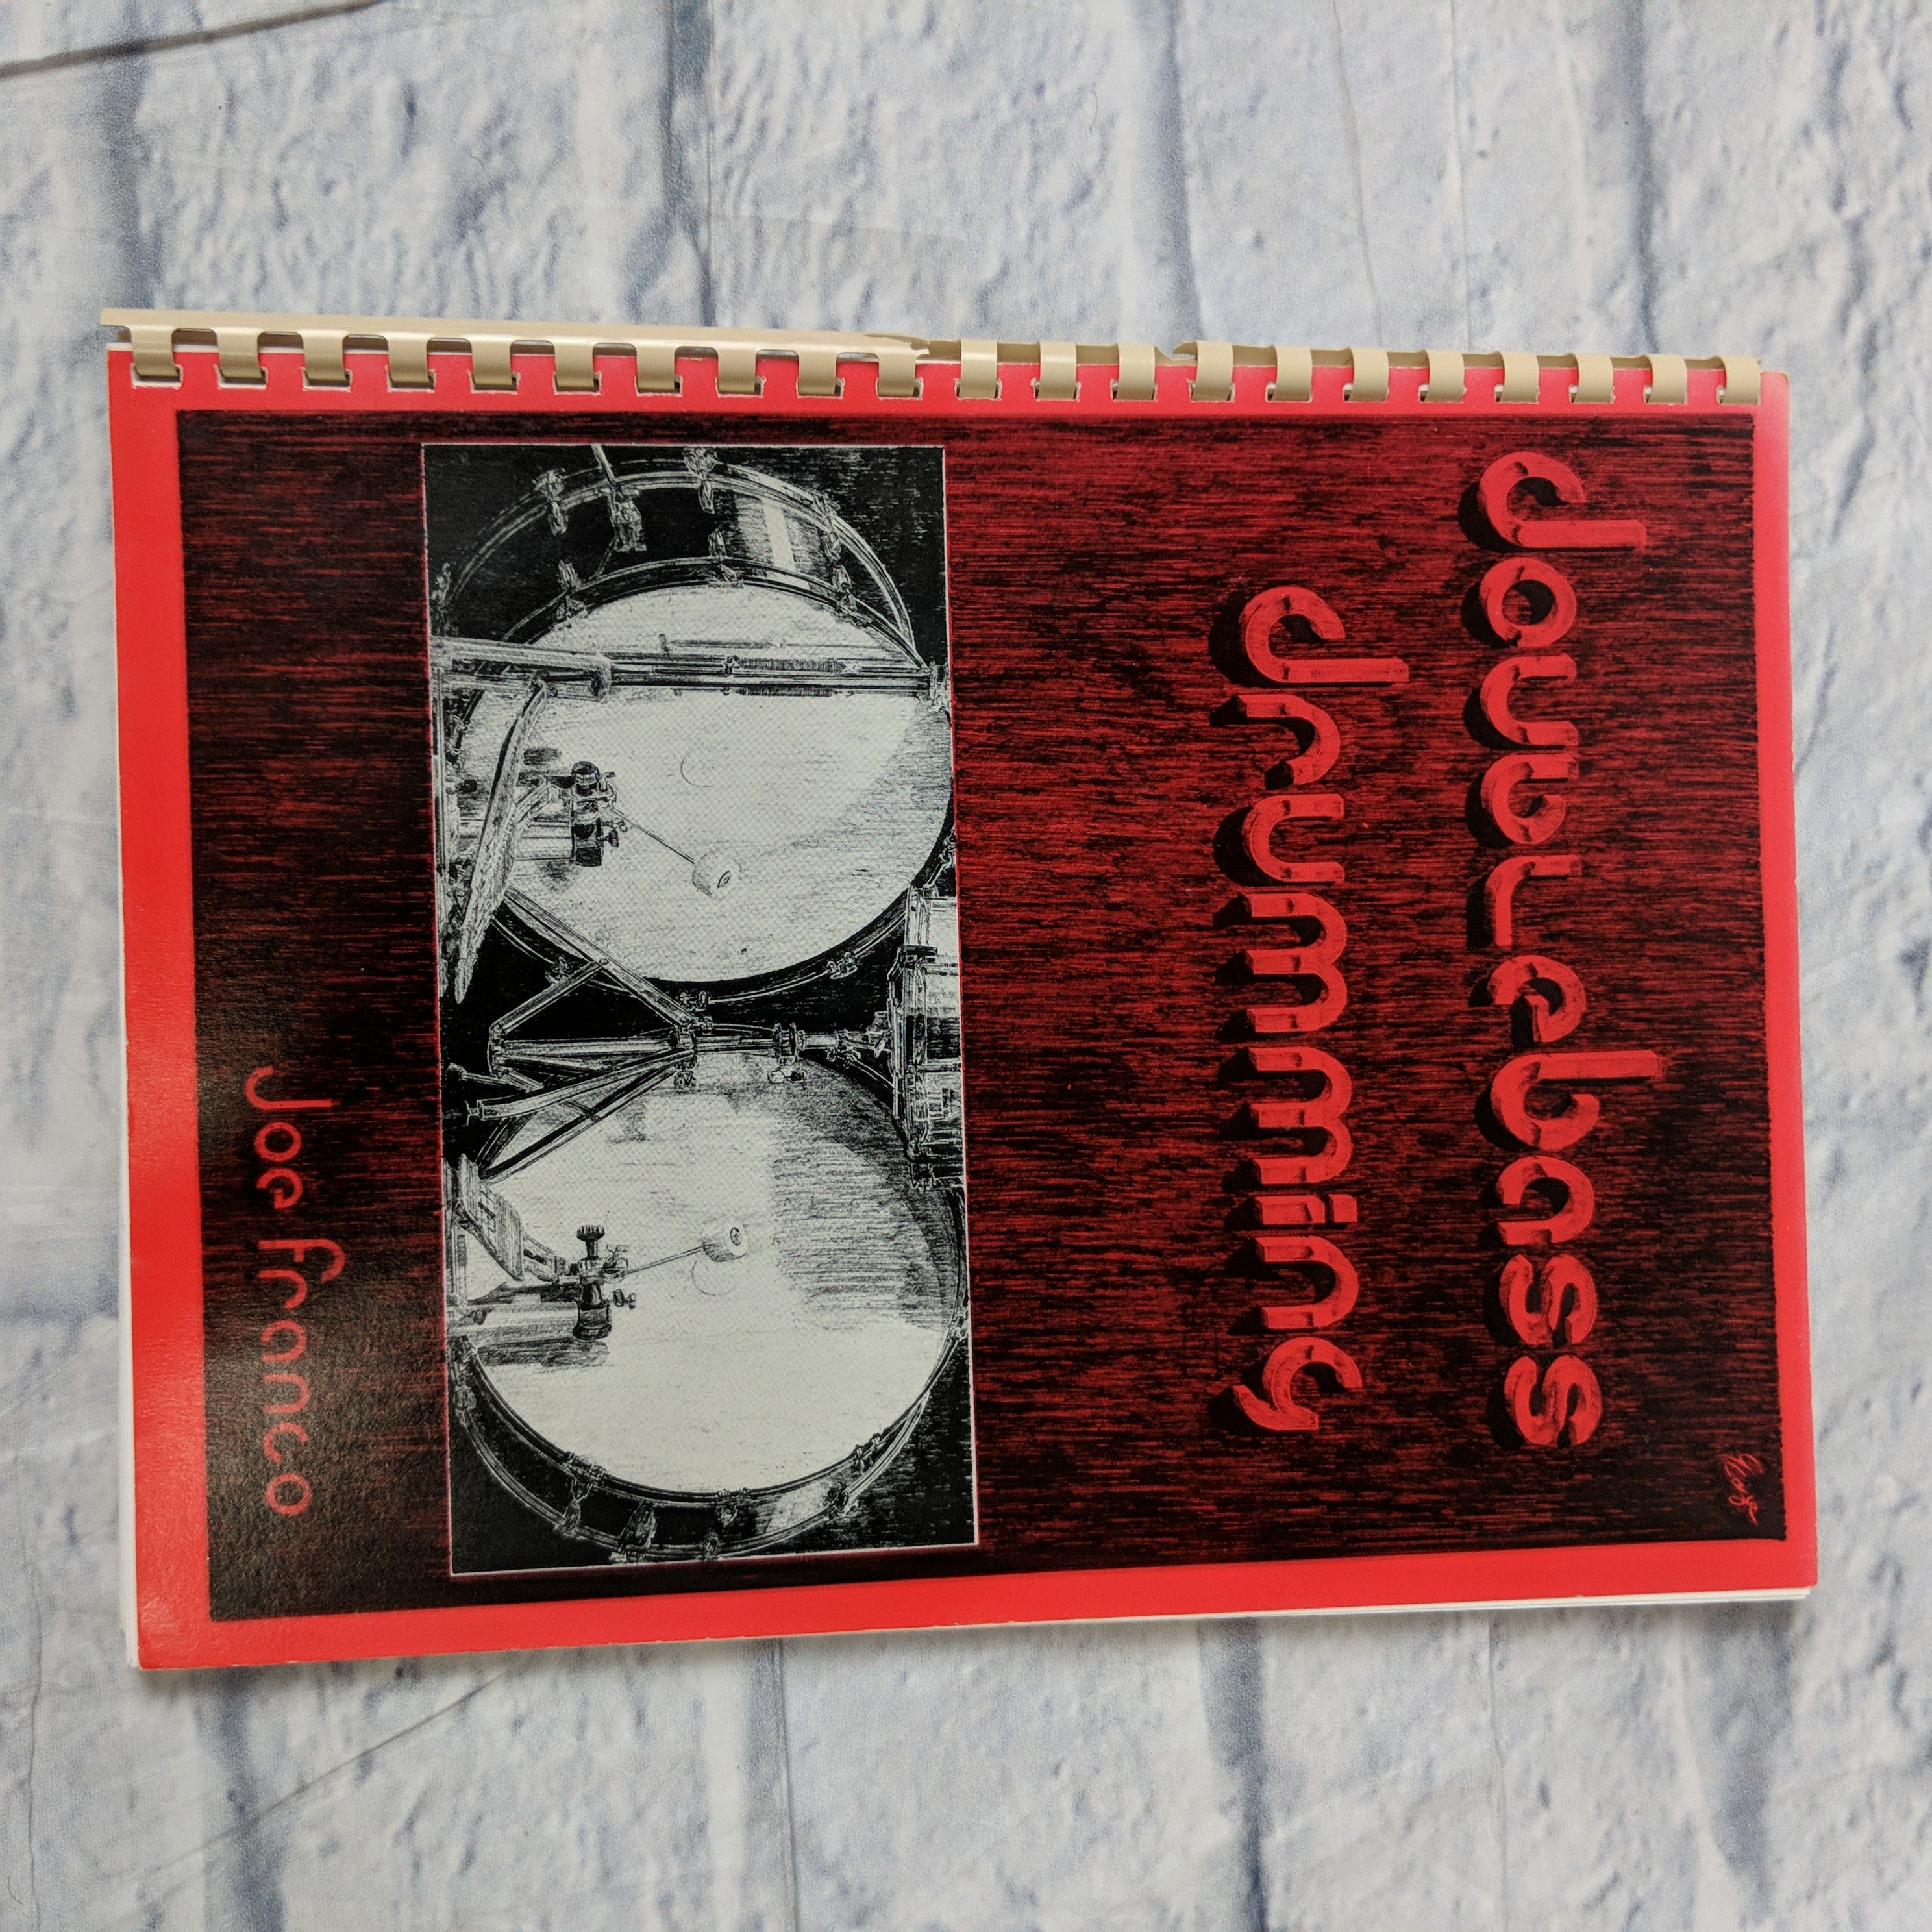 double bass
drumming
Joe Franco